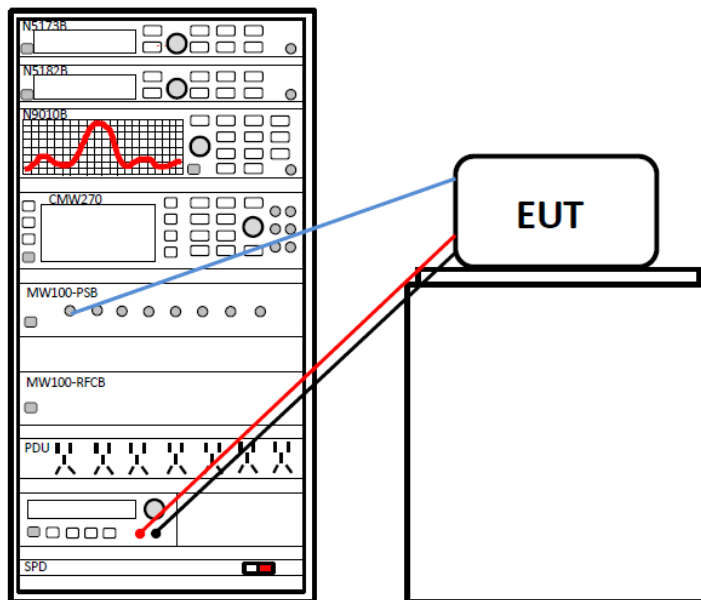 N5173B
N5182B
N9010B
CMW270
EUT
MW100-PSB
MW100-RFCB
PDU
SPD